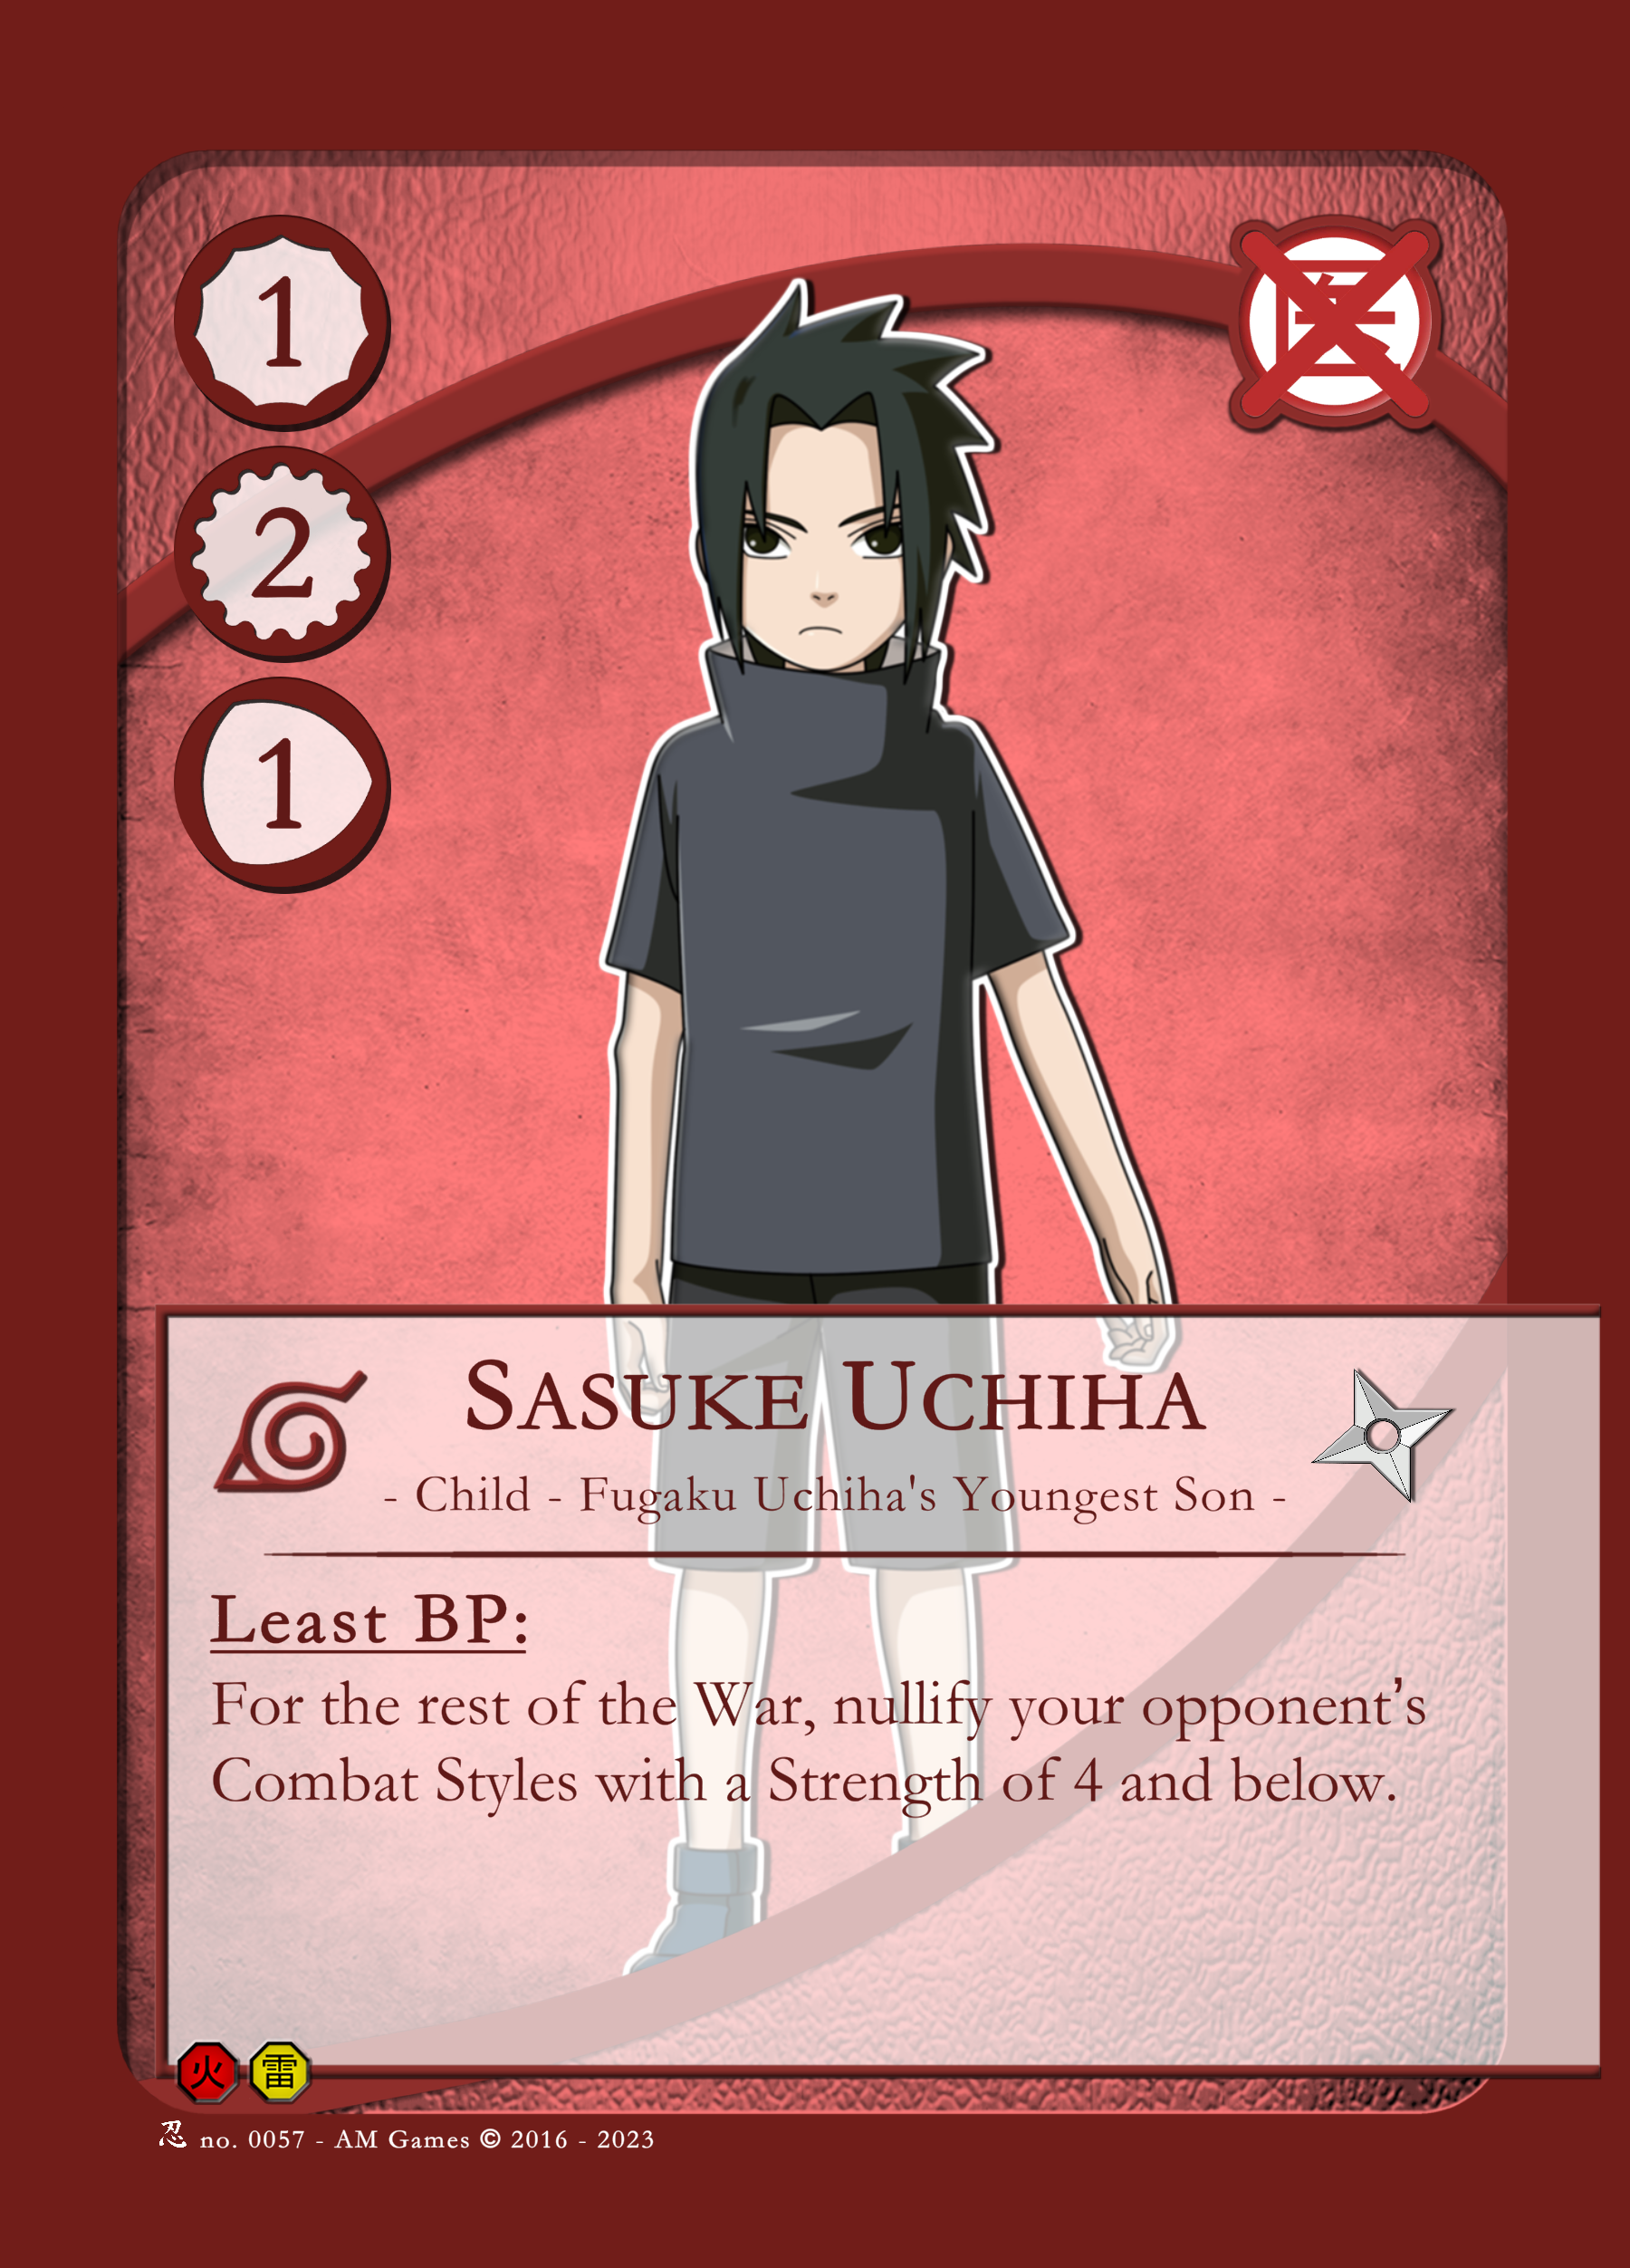 1
医
2
1
Sasuke Uchiha
- Child - Fugaku Uchiha's Youngest Son -
Least BP:
For the rest of the War, nullify your opponent’s
Combat Styles with a Strength of 4 and below.
火 雷
忍 no. 0057 - AM Games © 2016 - 2023